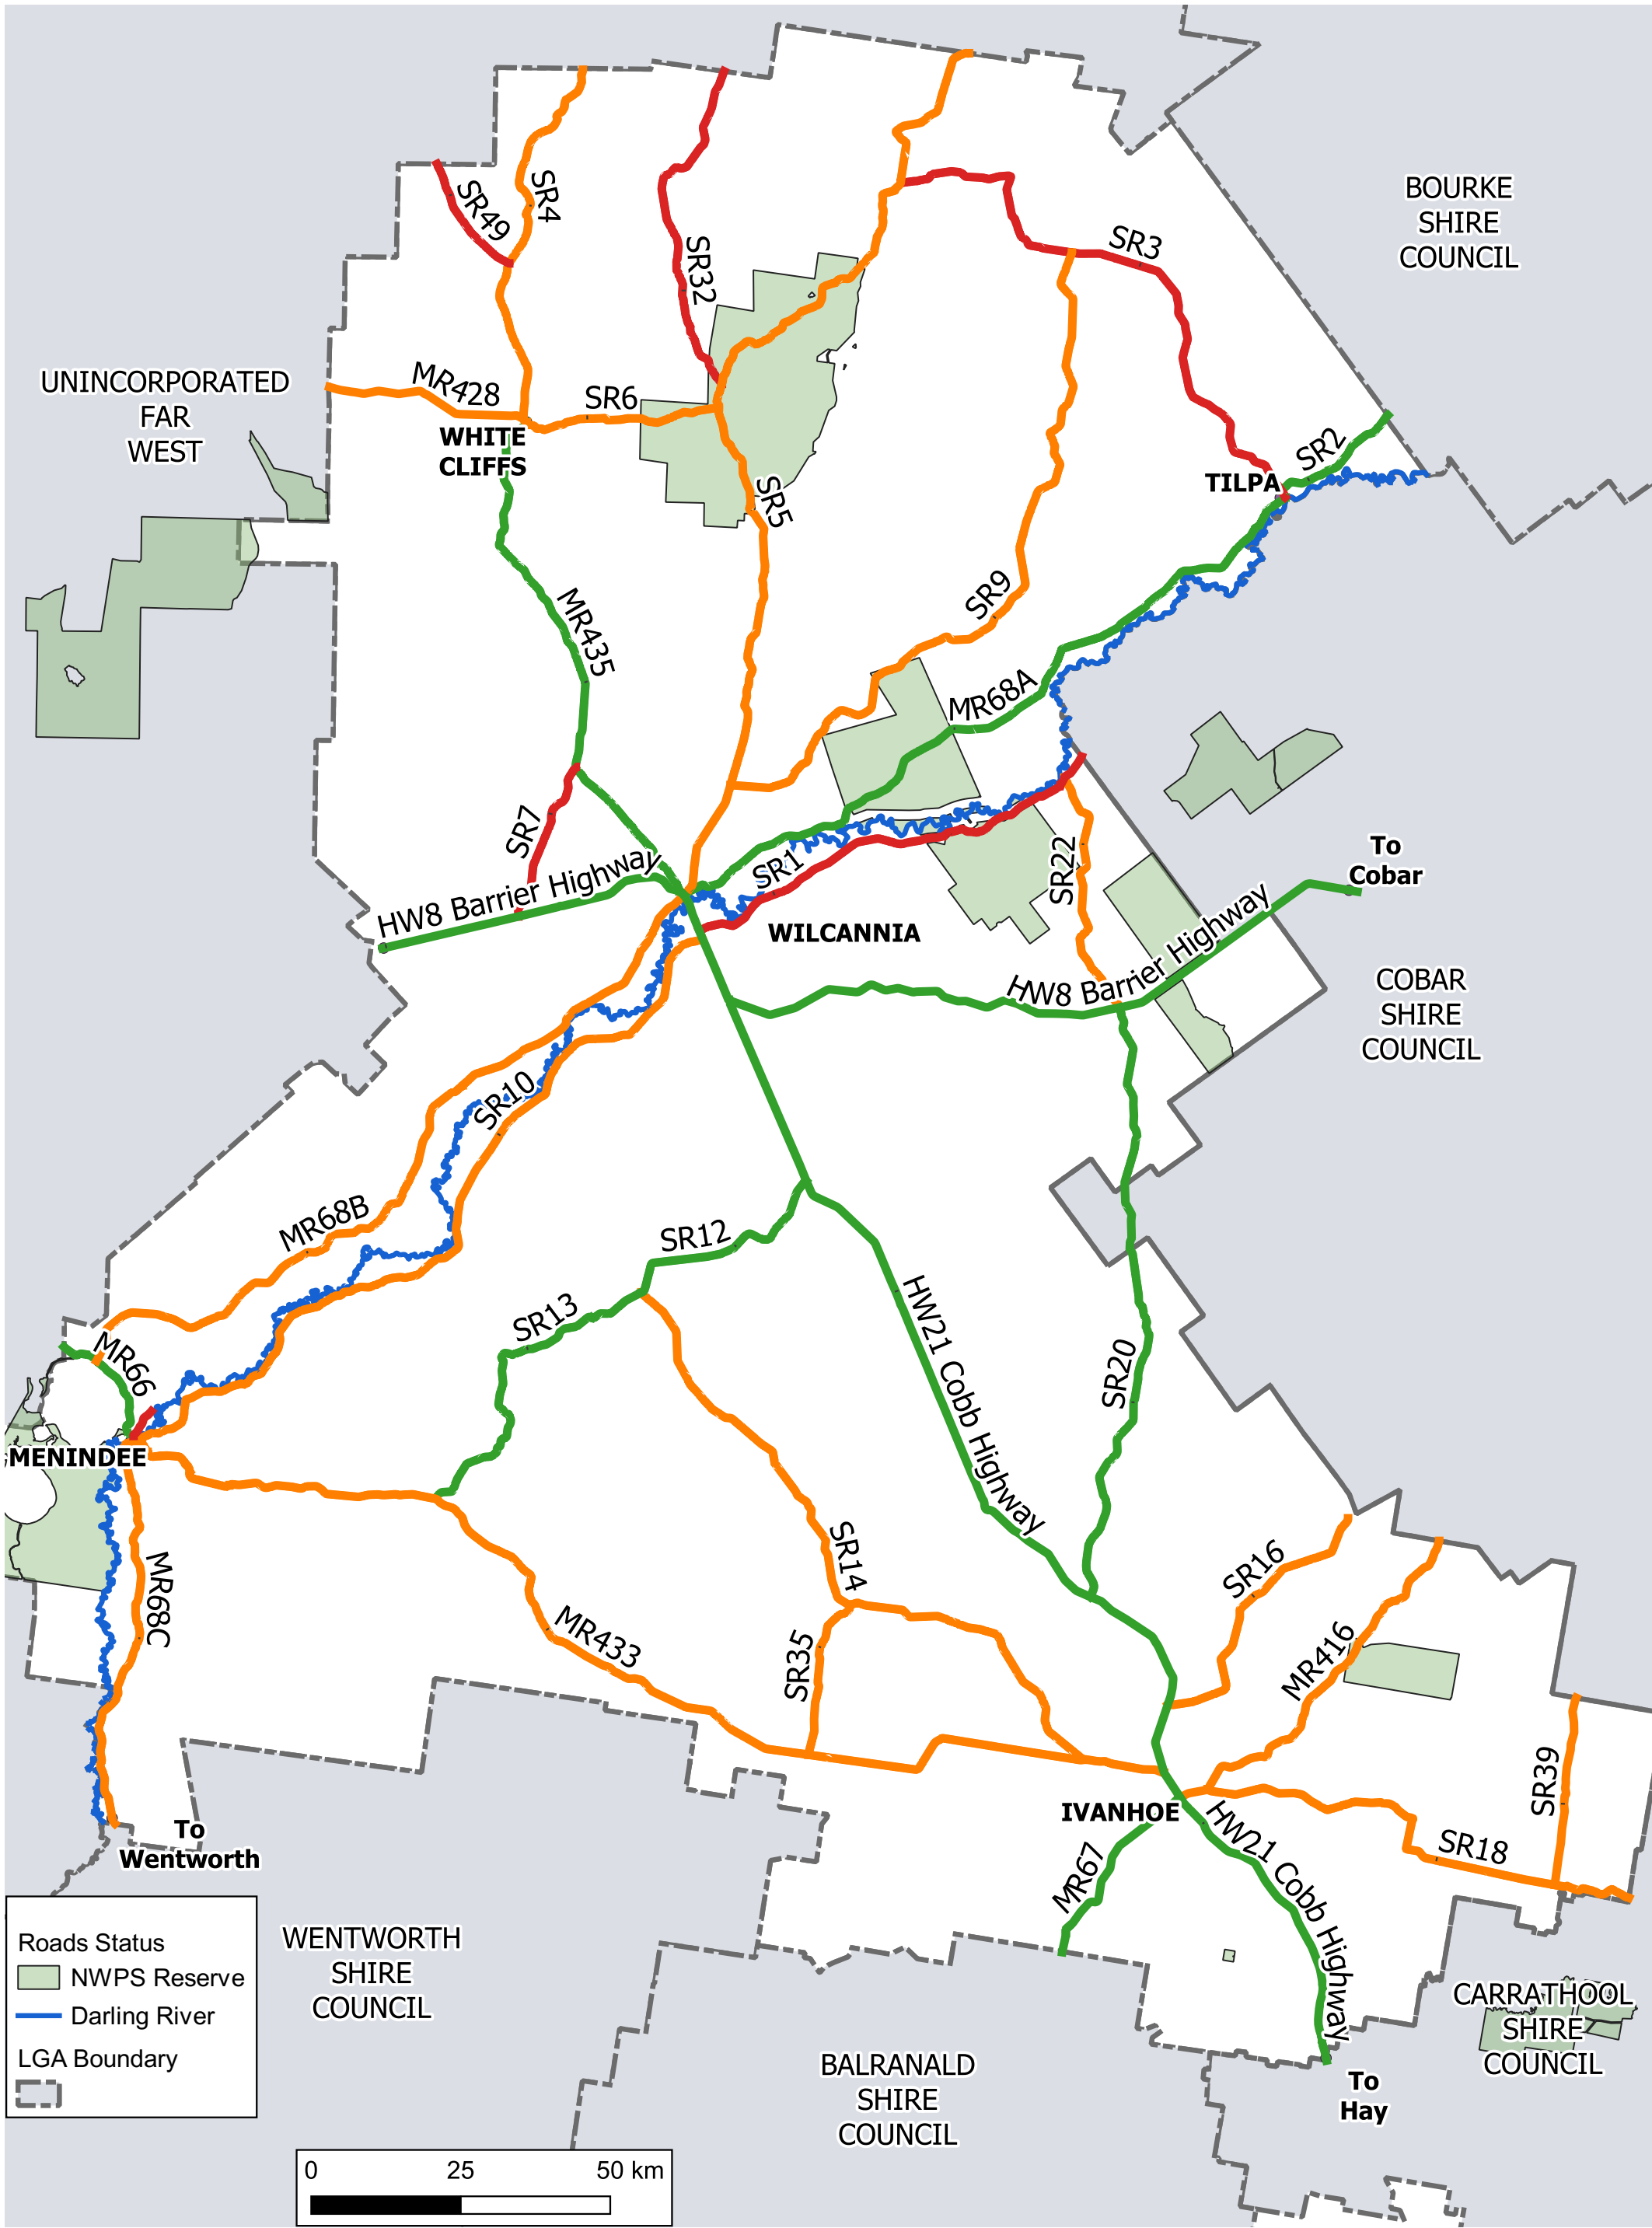 BOURKE
SHIRE
COUNCIL
SR49
SR4
SR32
SR3
UNINCORPORATED
FAR
WEST
MR428
SR6
WHITE
CLIFFS
SR5
SR2
TILPA
MR435
SR9
MR68A
SR7
SR1
SR22
To
Cobar
HW8 Barrier Highway
WILCANNIA
HW8 Barrier Highway
COBAR
SHIRE
COUNCIL
SR10
MR68B
SR12
SR13
HW21 Cobb Highway
MR66
SR20
MENINDEE
SR14
SR16
MR68C
MR433
SR35
MR416
SR39
IVANHOE
HW21 Cobb Highway
To
Wentworth
SR18
MR67
Roads Status
NWPS Reserve
Darling River
LGA Boundary
WENTWORTH
SHIRE
COUNCIL
CARRATHOOL
SHIRE
COUNCIL
BALRANALD
SHIRE
COUNCIL
To
Hay
0 25 50 km